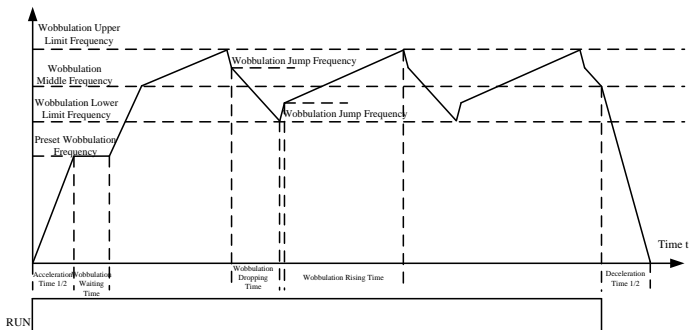 Wobbulation Upper
Limit Frequency
Wobbulation Jump Frequency
Wobbulation
Middle Frequency
Wobbulation Lower
Limit Frequency
Wobbulation Jump Frequency
Preset Wobbulation
Frequency
Time t
Acceleration
Time 1/2
Wobbulation
Waiting
Time
Wobbulation
Dropping
Time
Wobbulation Rising Time
Deceleration
Time 1/2
RUN